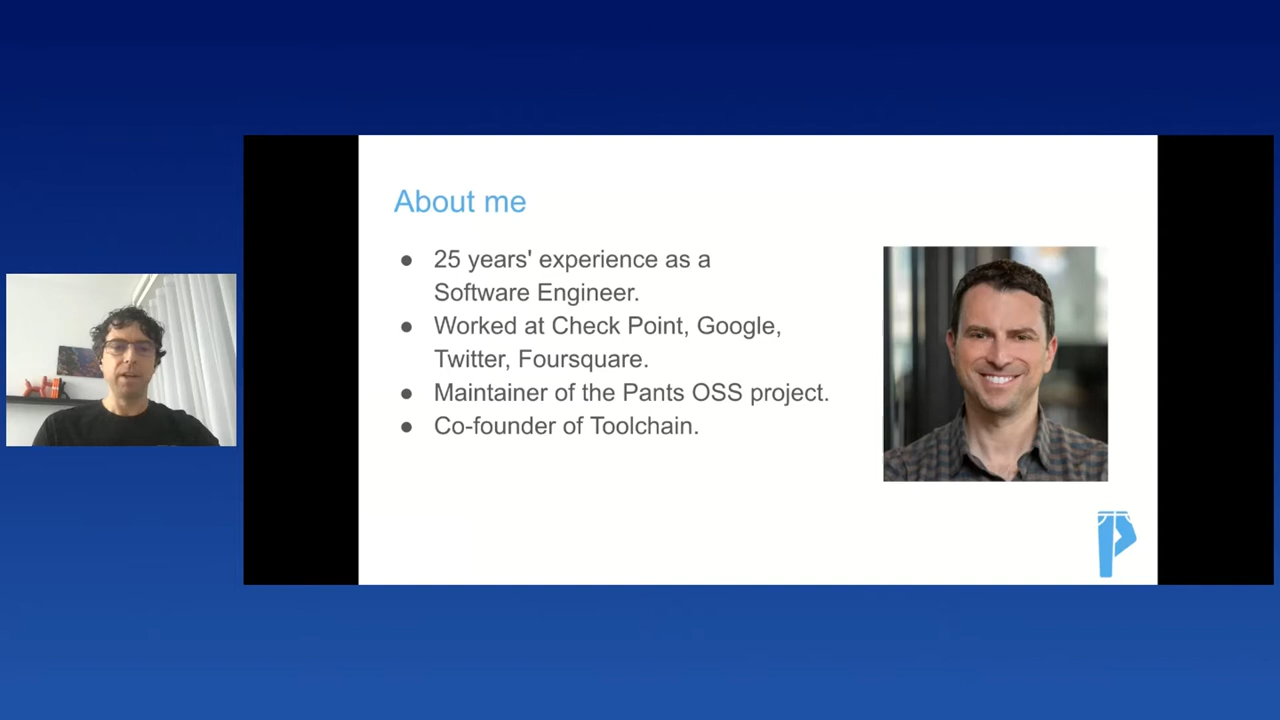 About me
● 25 years' experience as a
Software Engineer.
● Worked at Check Point, Google,
Twitter, Foursquare.
● Maintainer of the Pants OSS project.
● Co-founder of Toolchain.